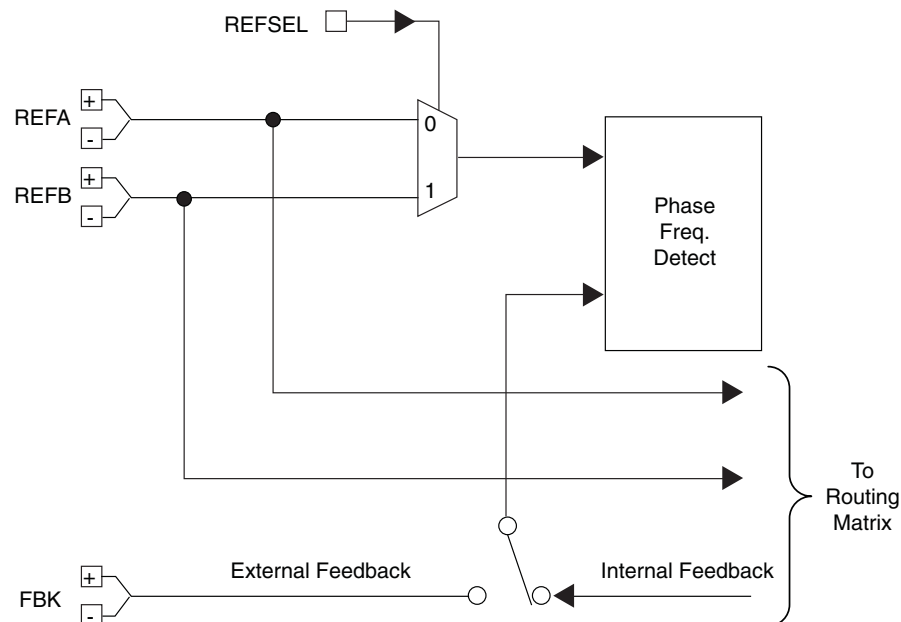 REFSEL
REFA
+
-
0
REFB
+
-
1
Phase
Freq.
Detect
To
Routing
Matrix
External Feedback
Internal Feedback
FBK
+
-